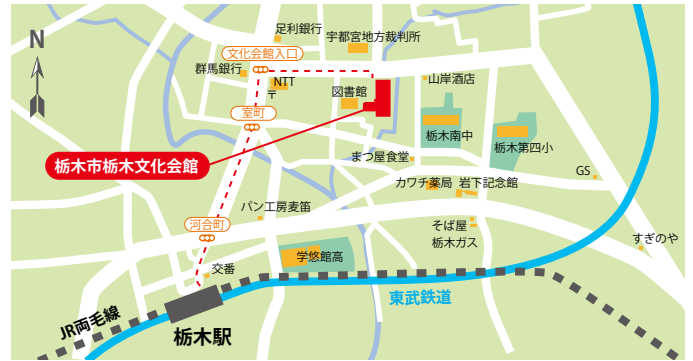 足利銀行
宇都宮地方裁判所
N
文化会館入口
群馬銀行
NTT
〒
図書館
山岸酒店
室町
栃木南中
栃木第四小
栃木市栃木文化会館
まつ屋食堂
カワチ薬局
岩下記念館
GS
パン工房麦笛
河合町
そば屋
栃木ガス
すぎのや
学悠館高
交番
東武鉄道
JR両毛線
栃木駅